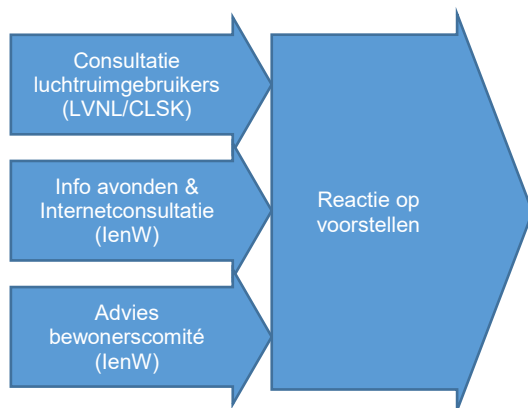 Consultatie
luchtruimgebruikers
(LVNL/CLSK)
Info avonden &
Internetconsultatie
(IenW)
Advies
bewonerscomité
(IenW)
Reactie op
voorstellen